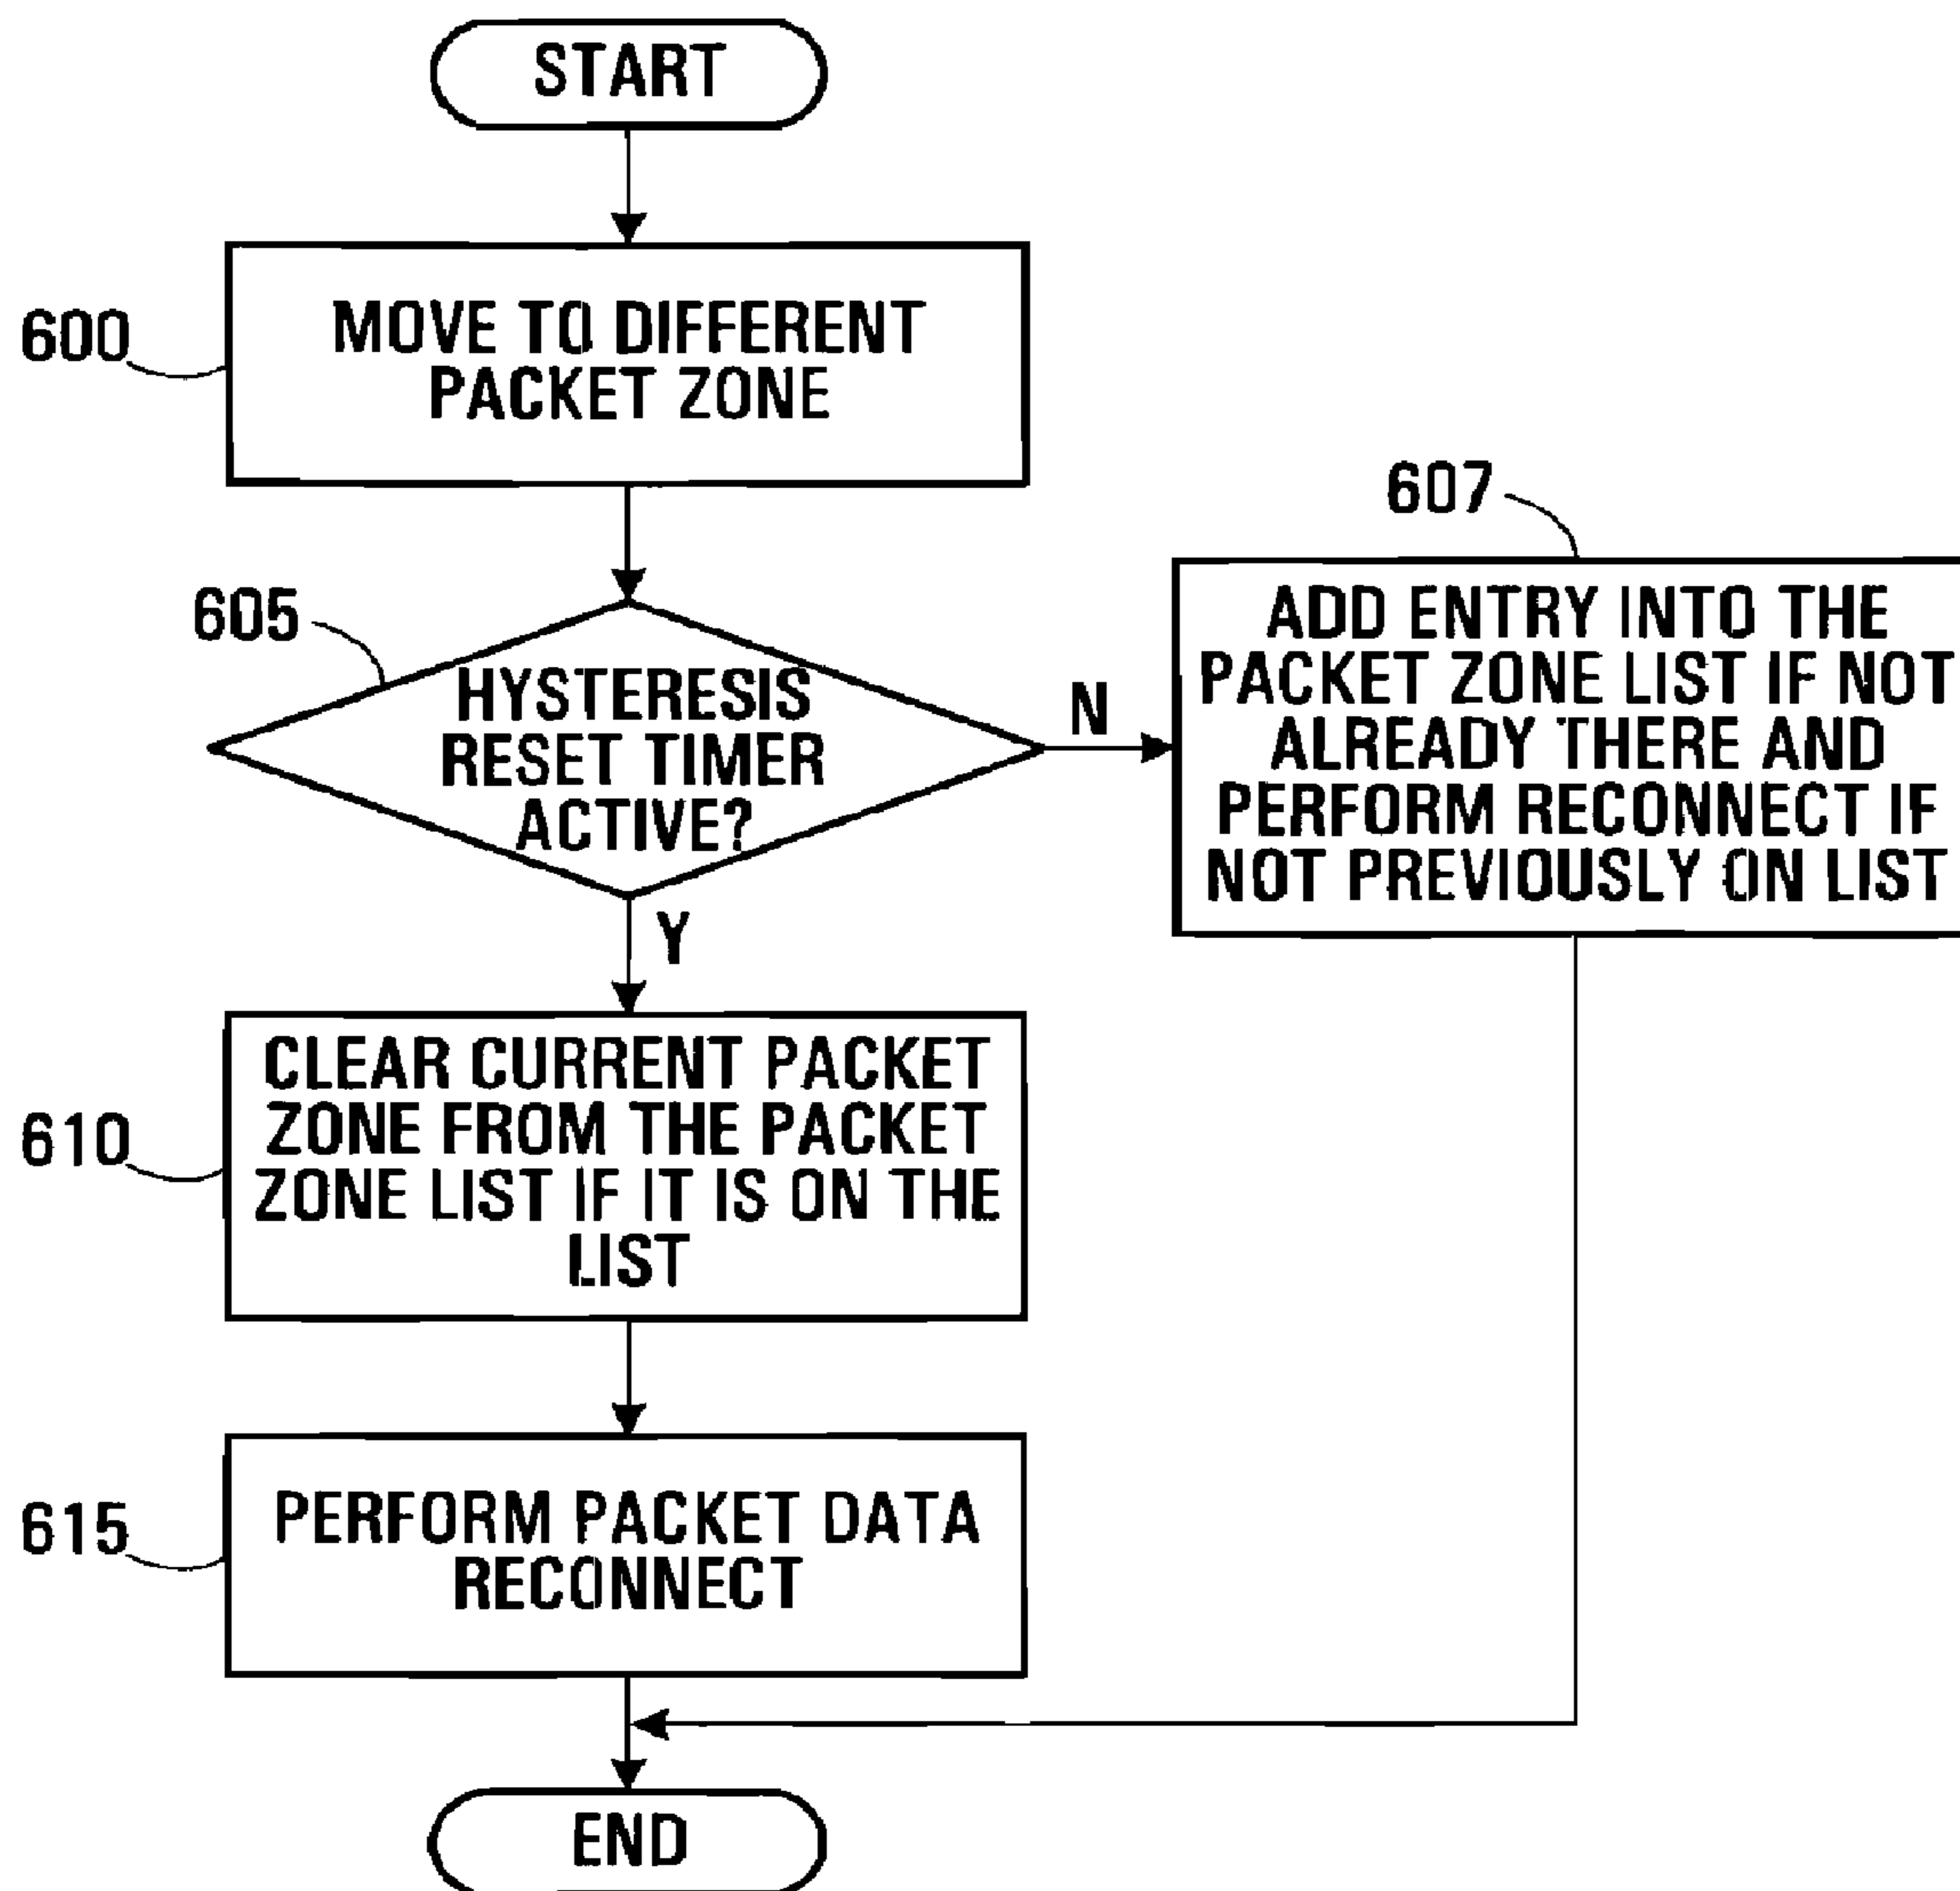 START
600
MOVE TO DIFFERENT
PACKET ZONE
605
HYSTERESIS
RESET TIMER
ACTIVE?
N
607
ADD ENTRY INTO THE
PACKET ZONE LIST IF NOT
ALREADY THERE AND
PERFORM RECONNECT IF
NOT PREVIOUSLY ON LIST
Y
610
CLEAR CURRENT PACKET
ZONE FROM THE PACKET
ZONE LIST IF IT IS ON THE
LIST
615
PERFORM PACKET DATA
RECONNECT
END